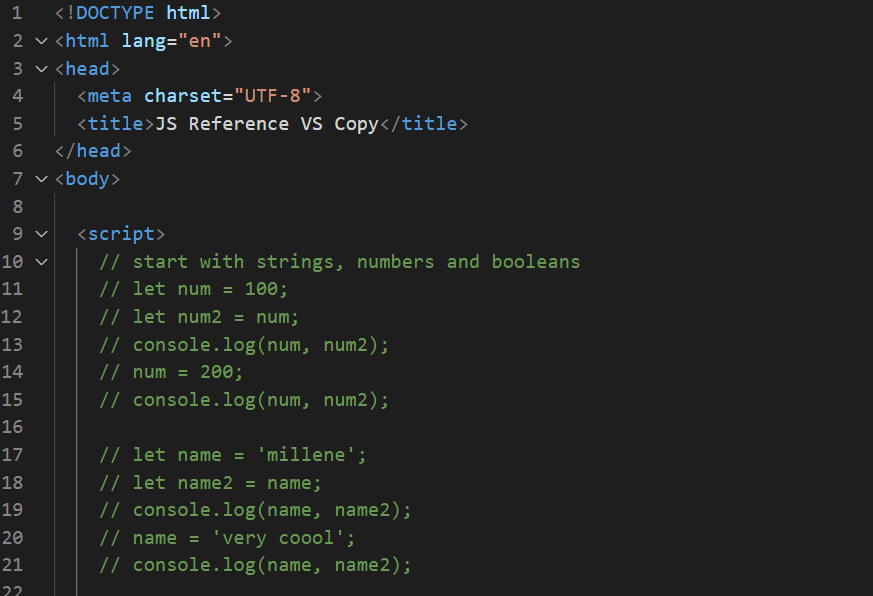 1 <!DOCTYPE html>
2 <html lang="en">
3 <head>
4 <meta charset="UTF-8">
5 <title>JS Reference VS Copy</title>
6 </head>
7 <body>
8
9 <script>
10 // start with strings, numbers and booleans
11 // let num = 100;
12 // let num2 = num;
13 // console.log(num, num2);
14 // num = 200;
15 // console.log(num, num2);
16
17 // let name = 'millene';
18 // let name2 = name;
19 // console.log(name, name2);
20 // name = 'very coool';
21 // console.log(name, name2);
22